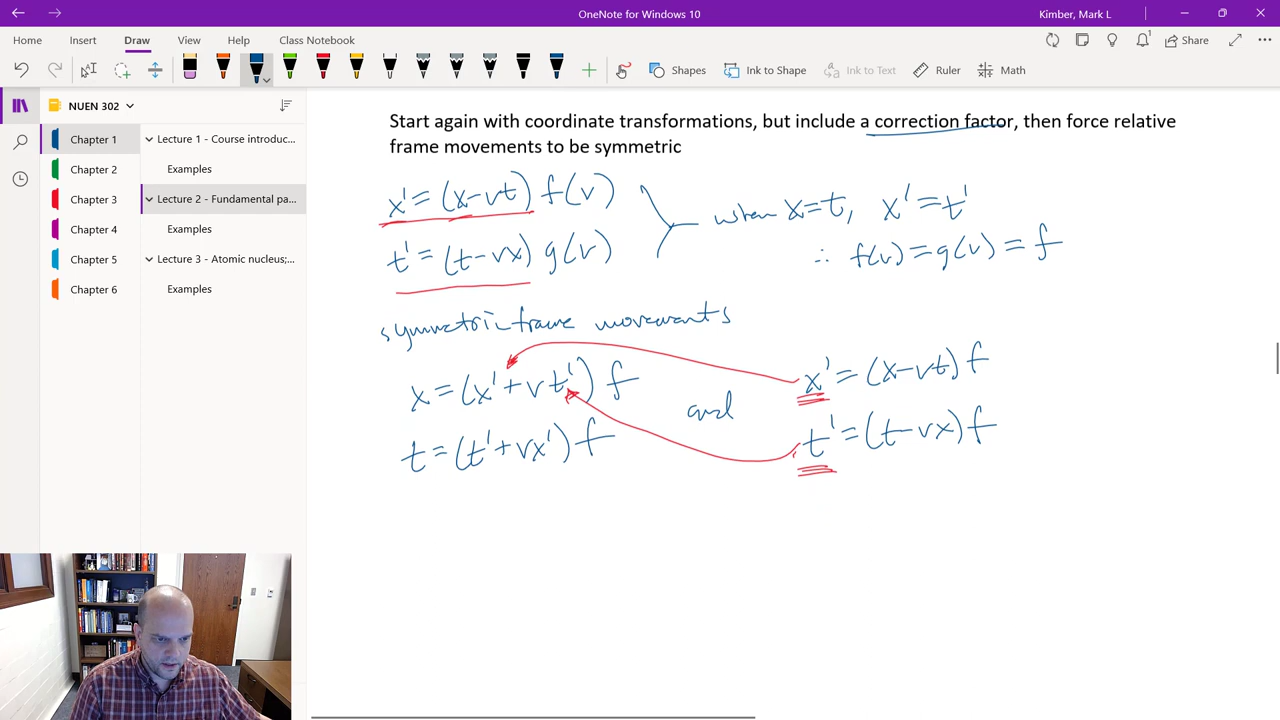 OneNote for Windows 10
Kimber, Mark L
Home Insert Draw View Help Class Notebook
Share
Shapes Ink to Shape Ink to Text Ruler Math
NUEN 302
Chapter 1
Chapter 2
Chapter 3
Chapter 4
Chapter 5
Chapter 6
Lecture 1 - Course introduc...
Examples
Lecture 2 - Fundamental pa...
Examples
Lecture 3 - Atomic nucleus;...
Examples
Start again with coordinate transformations, but include a correction factor, then force relative
frame movements to be symmetric
x' = (x-vt) f(v)
t' = (t-vx) g(v)
when x=t, x'=t'
∴ f(v)=g(v)=f
symmetric frame movements
x = (x'+vt') f
t = (t'+vx') f
and
x' = (x-vt) f
t' = (t-vx) f